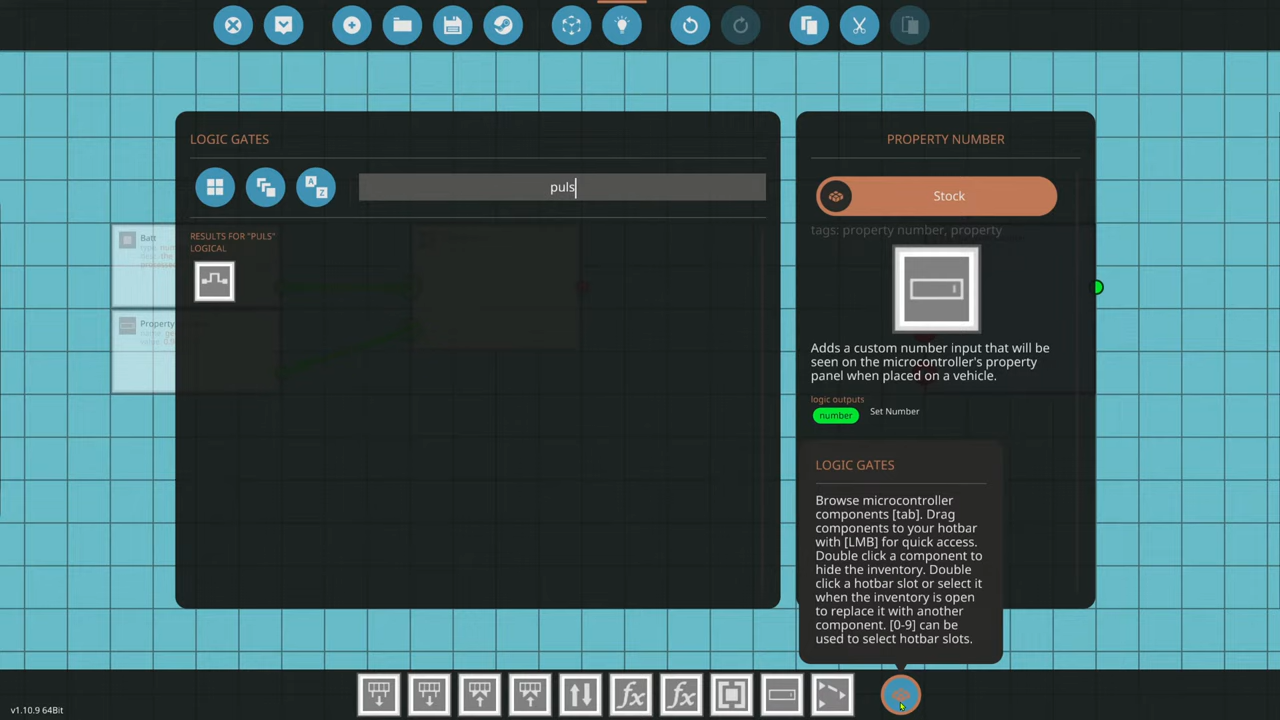 LOGIC GATES
puls
RESULTS FOR "PULS"
LOGICAL
Batt
Property
PROPERTY NUMBER
Stock
tags: property number, property
Adds a custom number input that will be
seen on the microcontroller's property
panel when placed on a vehicle.
logic outputs
number Set Number
LOGIC GATES
Browse microcontroller
components [tab]. Drag
components to your hotbar
with [LMB] for quick access.
Double click a component to
hide the inventory. Double
click a hotbar slot or select it
when the inventory is open
to replace it with another
component. [0-9] can be
used to select hotbar slots.
fx fx
v1.10.9 64Bit